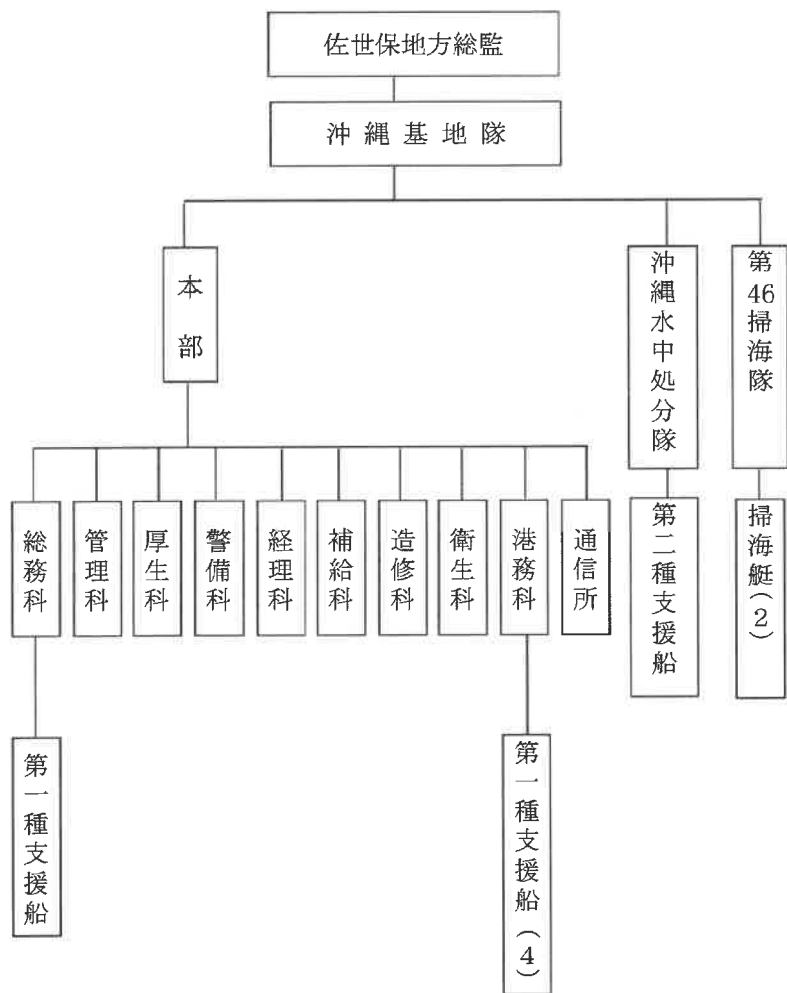 佐世保地方総監
沖縄基地隊
本部
沖縄水中処分隊
第46掃海隊
総務科
管理科
厚生科
警備科
経理科
補給科
造修科
衛生科
港務科
通信所
第二種支援船
掃海艇(2)
第一種支援船
第一種支援船(4)